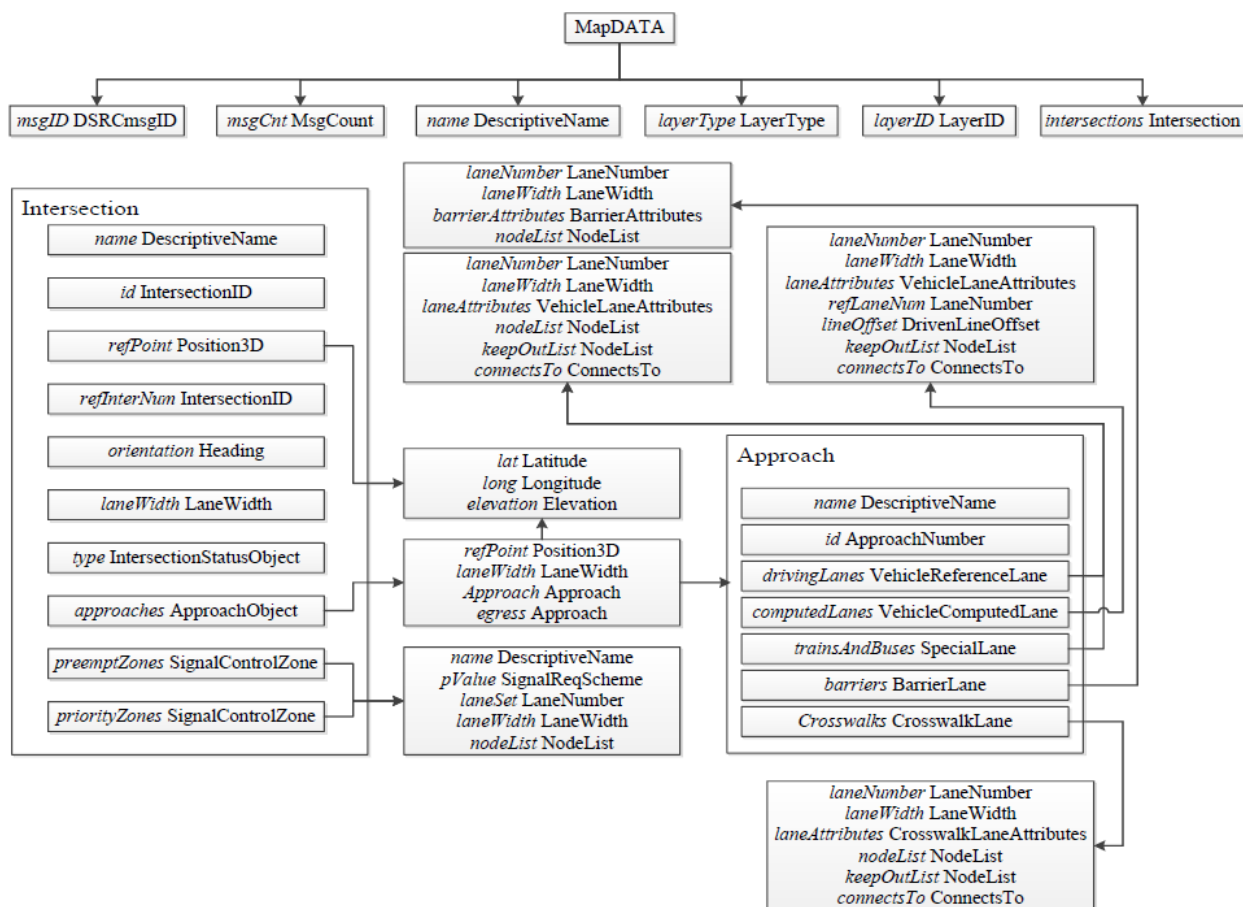 MapDATA
msgID DSRCmsgID
msgCnt MsgCount
name DescriptiveName
layerType LayerType
layerID LayerID
intersections Intersection
Intersection
name DescriptiveName
id IntersectionID
refPoint Position3D
refInterNum IntersectionID
orientation Heading
laneWidth LaneWidth
type IntersectionStatusObject
approaches ApproachObject
preemptZones SignalControlZone
priorityZones SignalControlZone
laneNumber LaneNumber
laneWidth LaneWidth
barrierAttributes BarrierAttributes
nodeList NodeList
laneNumber LaneNumber
laneWidth LaneWidth
laneAttributes VehicleLaneAttributes
nodeList NodeList
keepOutList NodeList
connectsTo ConnectsTo
lat Latitude
long Longitude
elevation Elevation
refPoint Position3D
laneWidth LaneWidth
Approach Approach
egress Approach
name DescriptiveName
pValue SignalReqScheme
laneSet LaneNumber
laneWidth LaneWidth
nodeList NodeList
laneNumber LaneNumber
laneWidth LaneWidth
laneAttributes VehicleLaneAttributes
refLaneNum LaneNumber
lineOffset DrivenLineOffset
keepOutList NodeList
connectsTo ConnectsTo
Approach
name DescriptiveName
id ApproachNumber
drivingLanes VehicleReferenceLane
computedLanes VehicleComputedLane
trainsAndBuses SpecialLane
barriers BarrierLane
Crosswalks CrosswalkLane
laneNumber LaneNumber
laneWidth LaneWidth
laneAttributes CrosswalkLaneAttributes
nodeList NodeList
keepOutList NodeList
connectsTo ConnectsTo